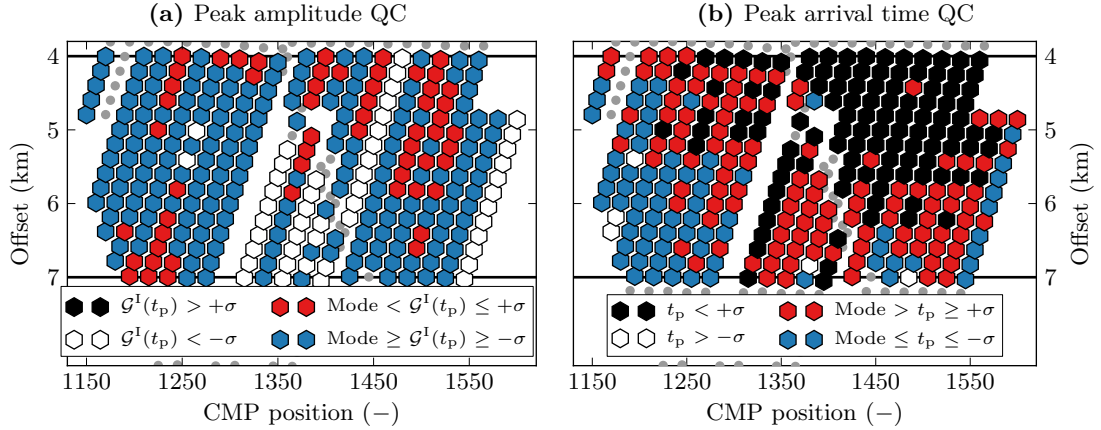 (a) Peak amplitude QC
(b) Peak arrival time QC
4
5
6
7
Offset (km)
𝒢ᴵ(tₚ) > +σ
Mode < 𝒢ᴵ(tₚ) ≤ +σ
𝒢ᴵ(tₚ) < −σ
Mode ≥ 𝒢ᴵ(tₚ) ≥ −σ
1150 1250 1350 1450 1550
CMP position (−)
tₚ < +σ
Mode > tₚ ≥ +σ
tₚ > −σ
Mode ≤ tₚ ≤ −σ
1150 1250 1350 1450 1550
CMP position (−)
4
5
6
7
Offset (km)